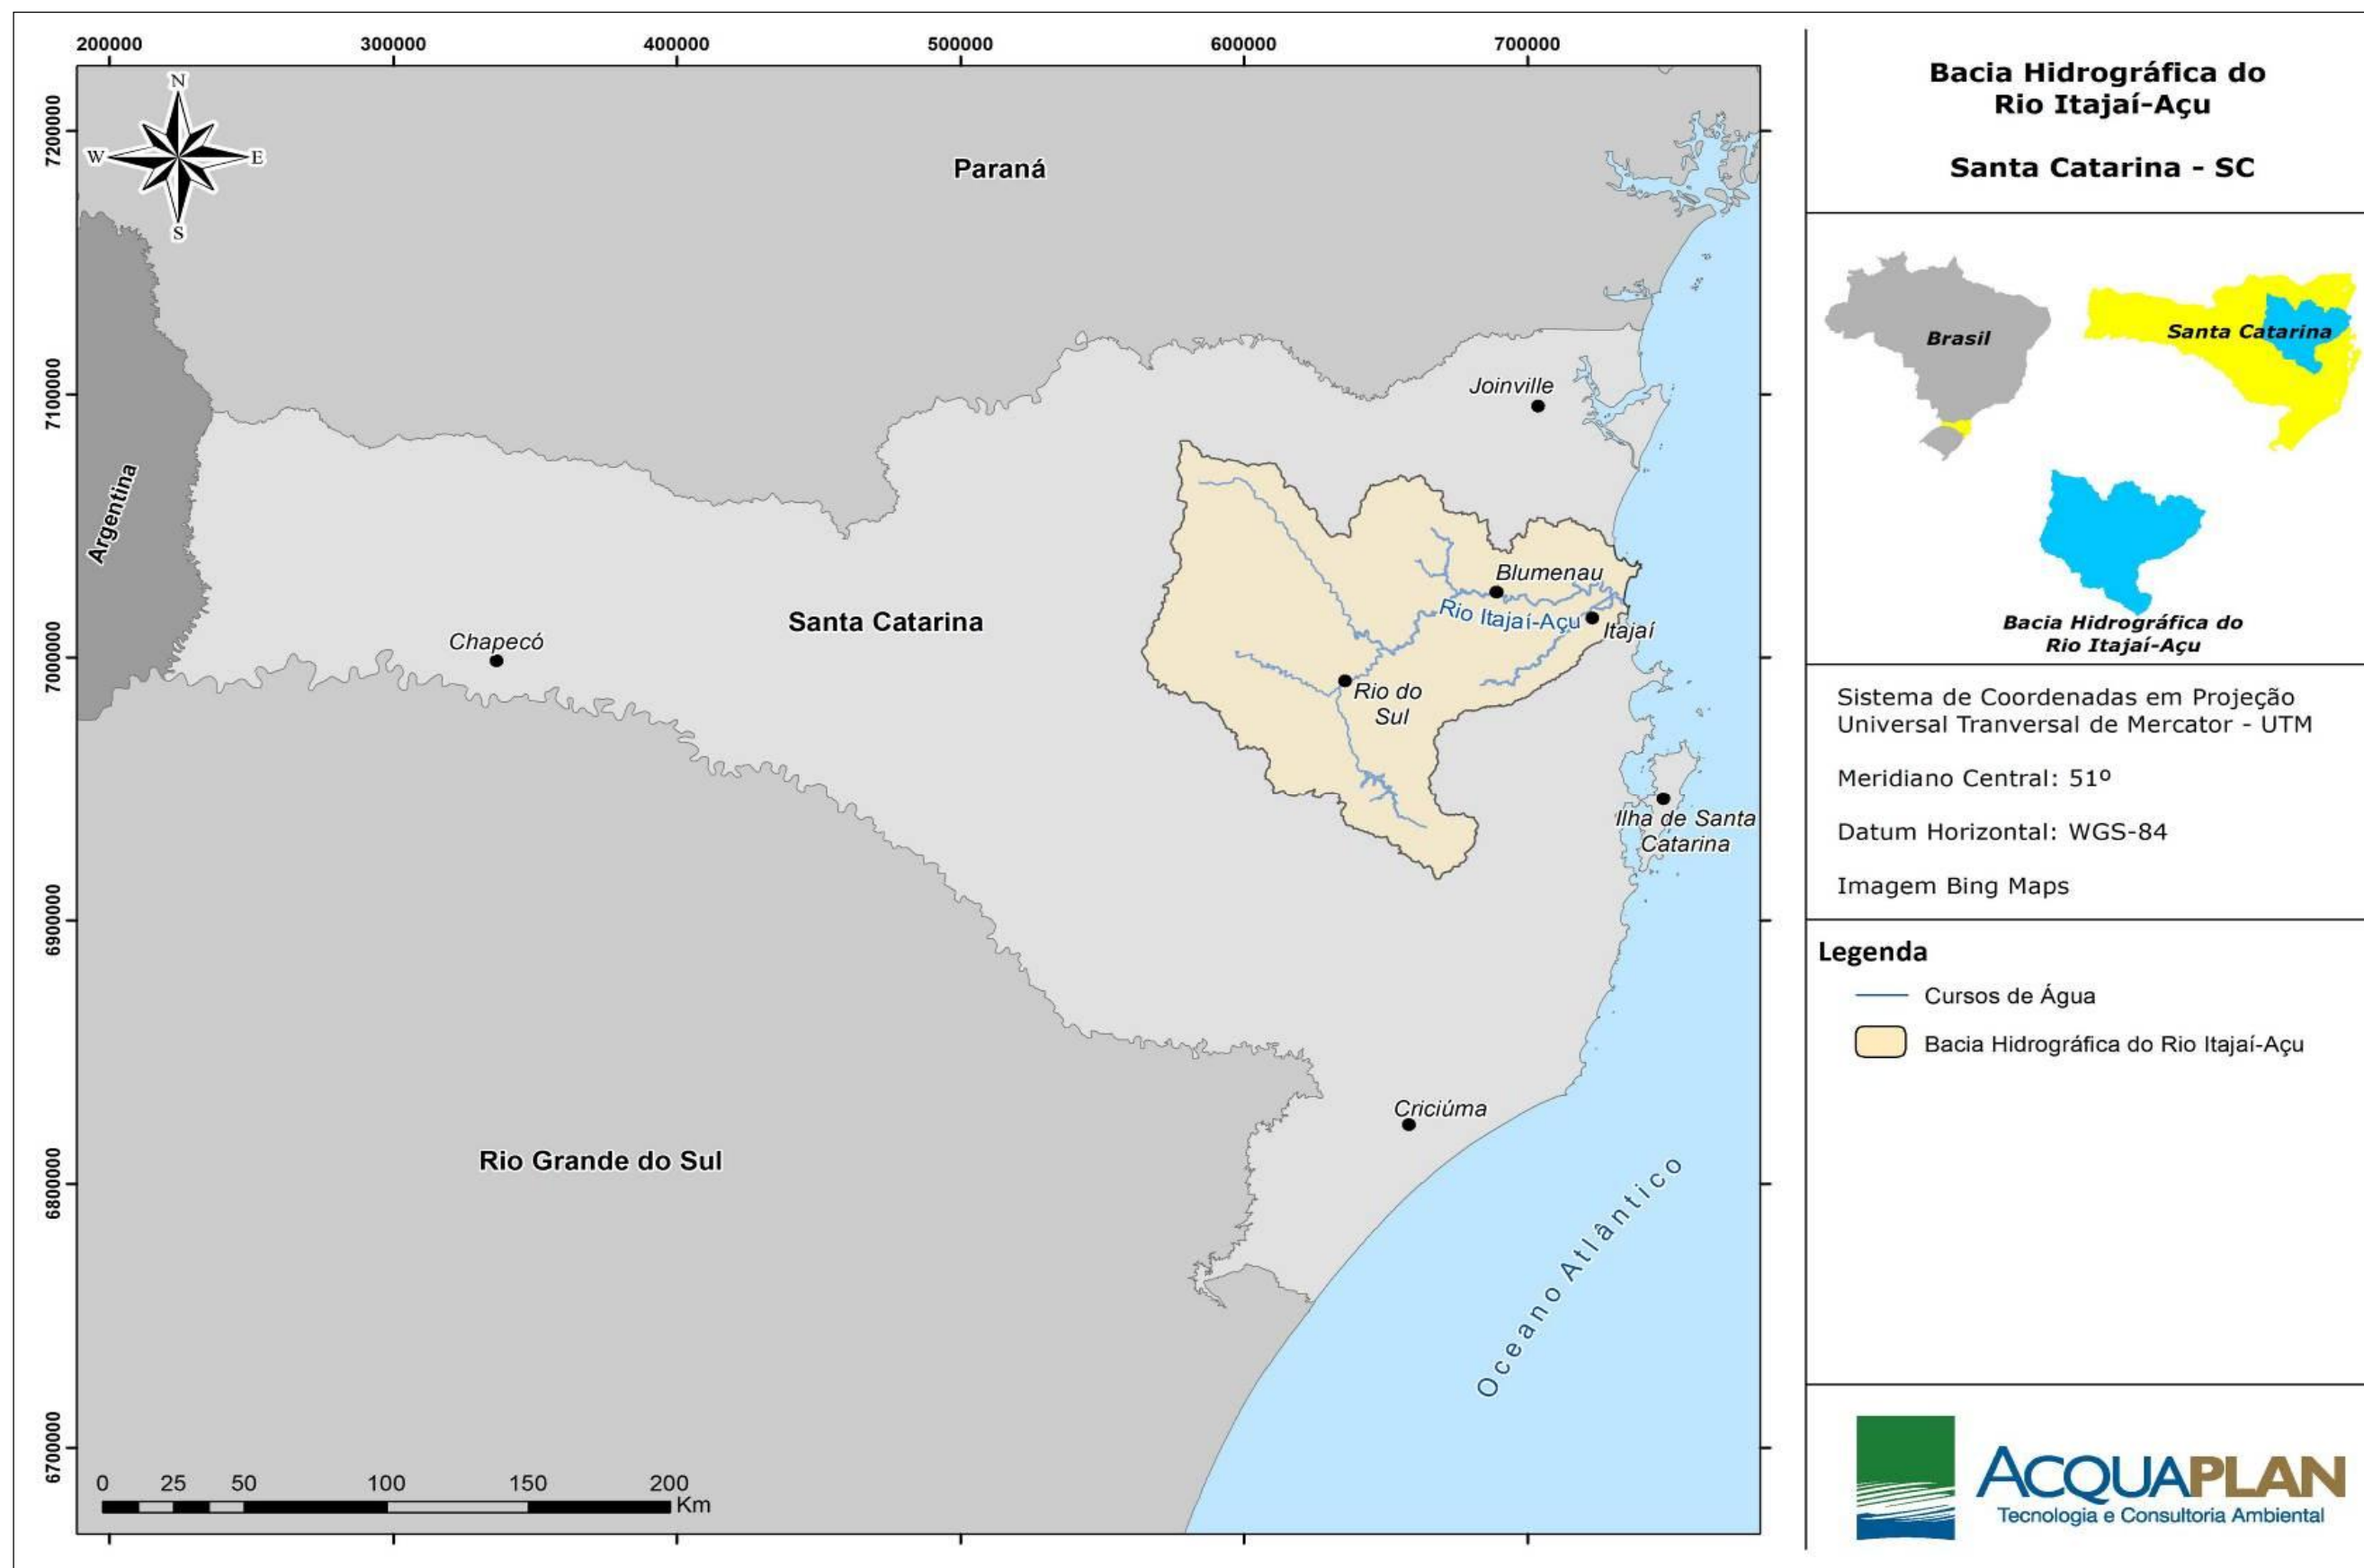 200000
300000
400000
500000
600000
700000
7200000
7100000
7000000
6900000
6800000
6700000
N
W
E
S
Paraná
Argentina
Joinville
Santa Catarina
Chapecó
Blumenau
Rio Itajaí-Açu
Itajaí
Rio do
Sul
Ilha de Santa
Catarina
Criciúma
Rio Grande do Sul
Oceano Atlântico
0 25 50 100 150 200
Km
Bacia Hidrográfica do
Rio Itajaí-Açu
Santa Catarina - SC
Brasil
Santa Catarina
Bacia Hidrográfica do
Rio Itajaí-Açu
Sistema de Coordenadas em Projeção
Universal Tranversal de Mercator - UTM
Meridiano Central: 51º
Datum Horizontal: WGS-84
Imagem Bing Maps
Legenda
Cursos de Água
Bacia Hidrográfica do Rio Itajaí-Açu
ACQUAPLAN
Tecnologia e Consultoria Ambiental